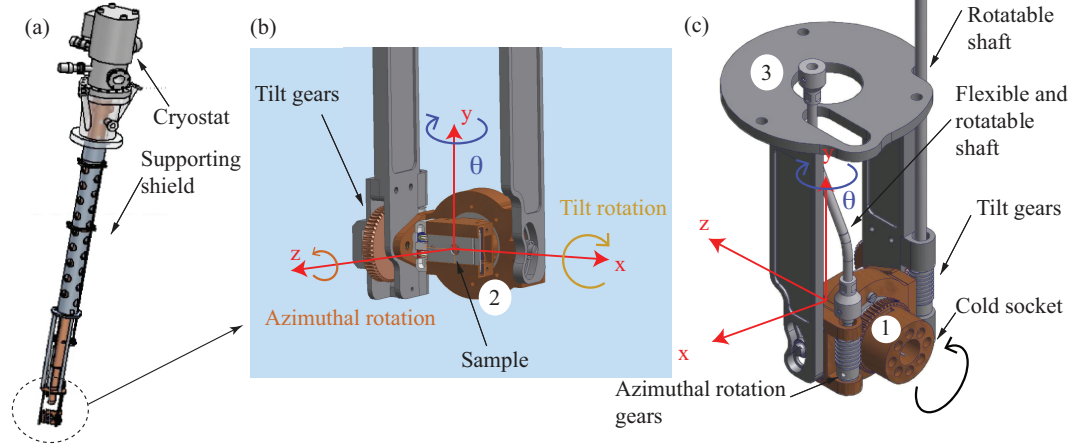 (a)
Cryostat
Supporting
shield
(b)
Tilt gears
y
θ
Tilt rotation
z
x
2
Azimuthal rotation
Sample
(c)
Rotatable
shaft
3
Flexible and
rotatable
shaft
y
θ
z
Tilt gears
1
Cold socket
x
Azimuthal rotation
gears